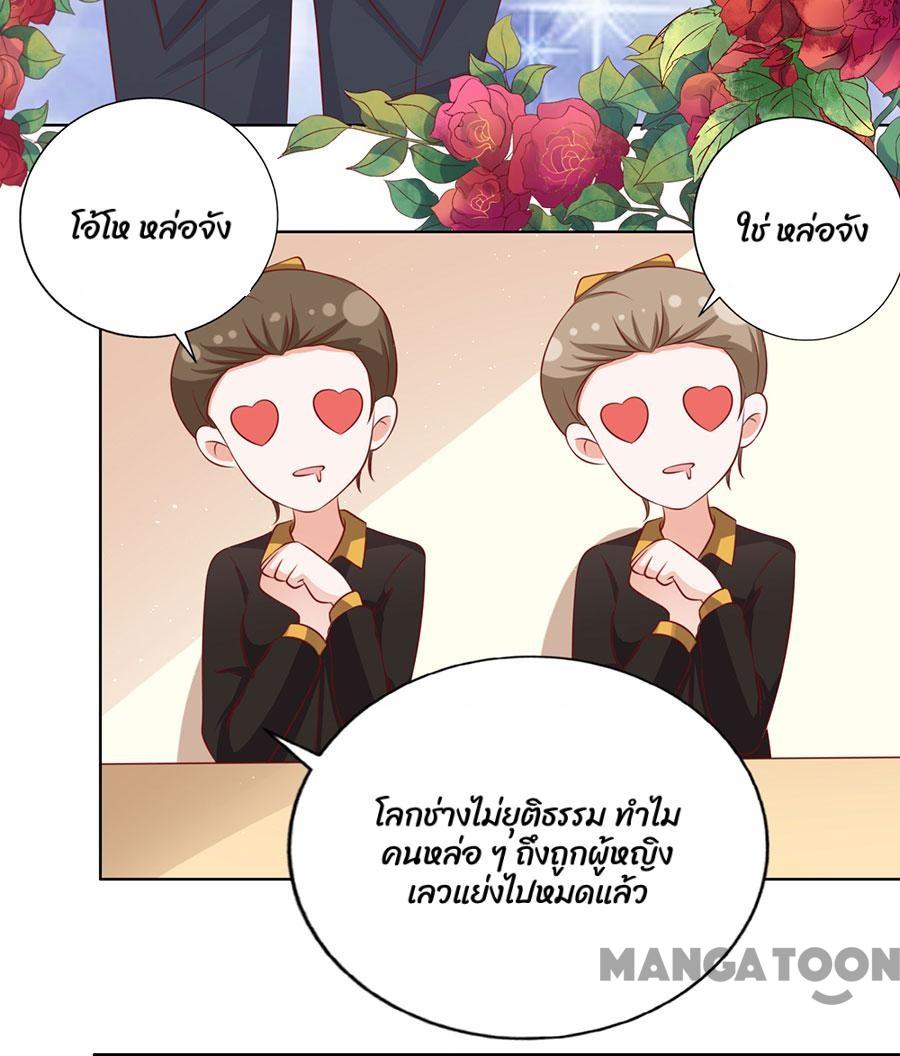 โอ้โห หล่อจัง
ใช่ หล่อจัง
โลกช่างไม่ยุติธรรม ทำไม
คนหล่อ ๆ ถึงถูกผู้หญิง
เลวแย่งไปหมดแล้ว
MANGATOON